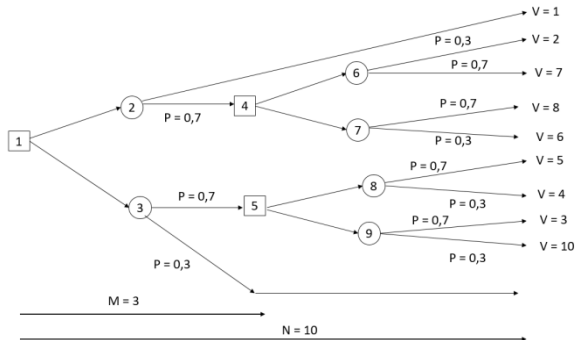 V = 1
P = 0,3
V = 2
6
P = 0,7
V = 7
2
4
P = 0,7
P = 0,7
V = 8
7
1
P = 0,3
V = 6
P = 0,7
V = 5
P = 0,7
8
3
5
P = 0,3
V = 4
P = 0,7
V = 3
9
P = 0,3
V = 10
P = 0,3
M = 3
N = 10